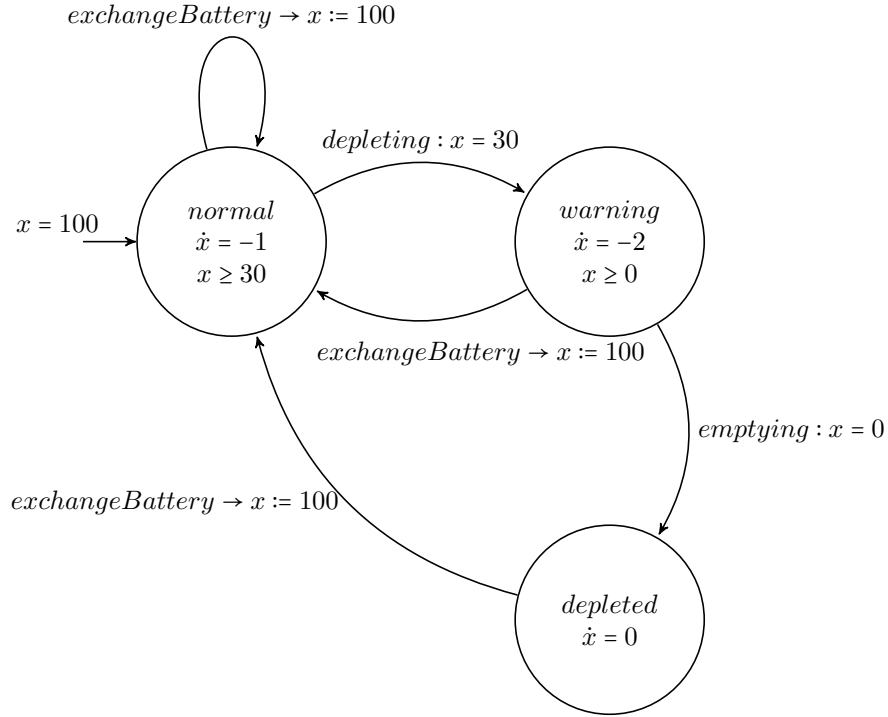 exchangeBattery → x := 100
depleting : x = 30
x = 100
normal
ẋ = −1
x ≥ 30
warning
ẋ = −2
x ≥ 0
exchangeBattery → x := 100
emptying : x = 0
exchangeBattery → x := 100
depleted
ẋ = 0